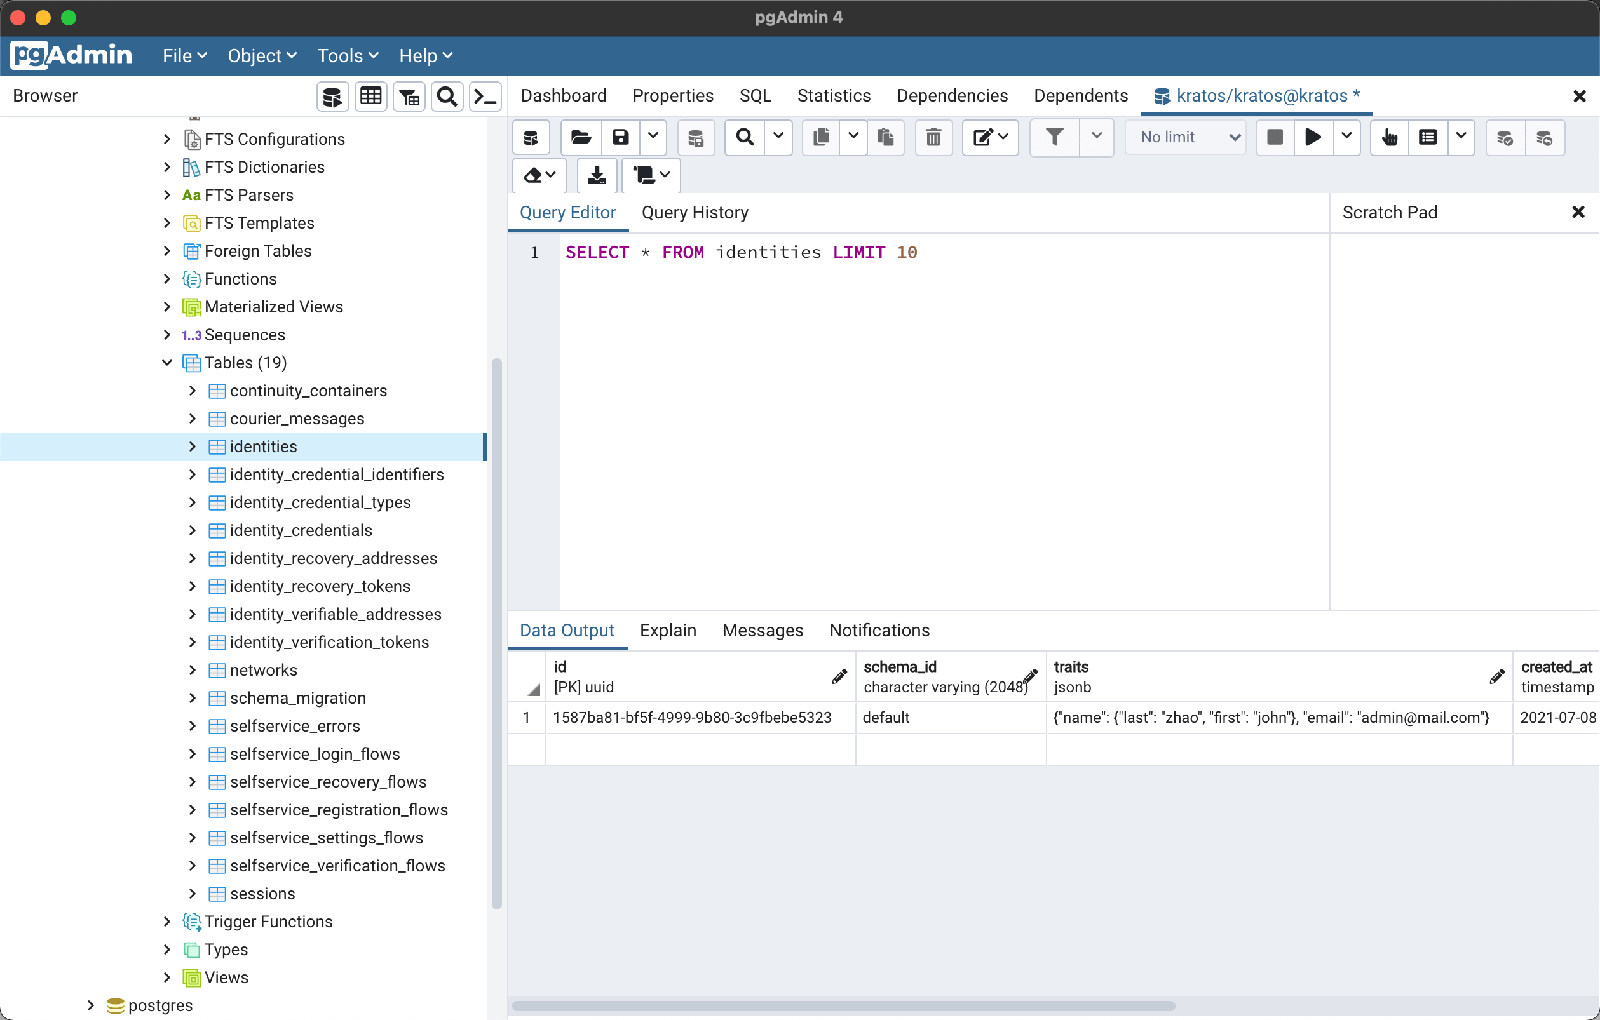 pgAdmin 4
pgAdmin File Object Tools Help
Browser
Dashboard Properties SQL Statistics Dependencies Dependents kratos/kratos@kratos *
No limit
FTS Configurations
FTS Dictionaries
Aa FTS Parsers
FTS Templates
Foreign Tables
Functions
Materialized Views
1..3 Sequences
Tables (19)
continuity_containers
courier_messages
identities
identity_credential_identifiers
identity_credential_types
identity_credentials
identity_recovery_addresses
identity_recovery_tokens
identity_verifiable_addresses
identity_verification_tokens
networks
schema_migration
selfservice_errors
selfservice_login_flows
selfservice_recovery_flows
selfservice_registration_flows
selfservice_settings_flows
selfservice_verification_flows
sessions
Trigger Functions
Types
Views
postgres
Query Editor Query History
Scratch Pad
1 SELECT * FROM identities LIMIT 10
Data Output Explain Messages Notifications
id schema_id traits created_at
[PK] uuid character varying (2048) jsonb timestamp
1 1587ba81-bf5f-4999-9b80-3c9fbebe5323 default {"name": {"last": "zhao", "first": "john"}, "email": "admin@mail.com"} 2021-07-08